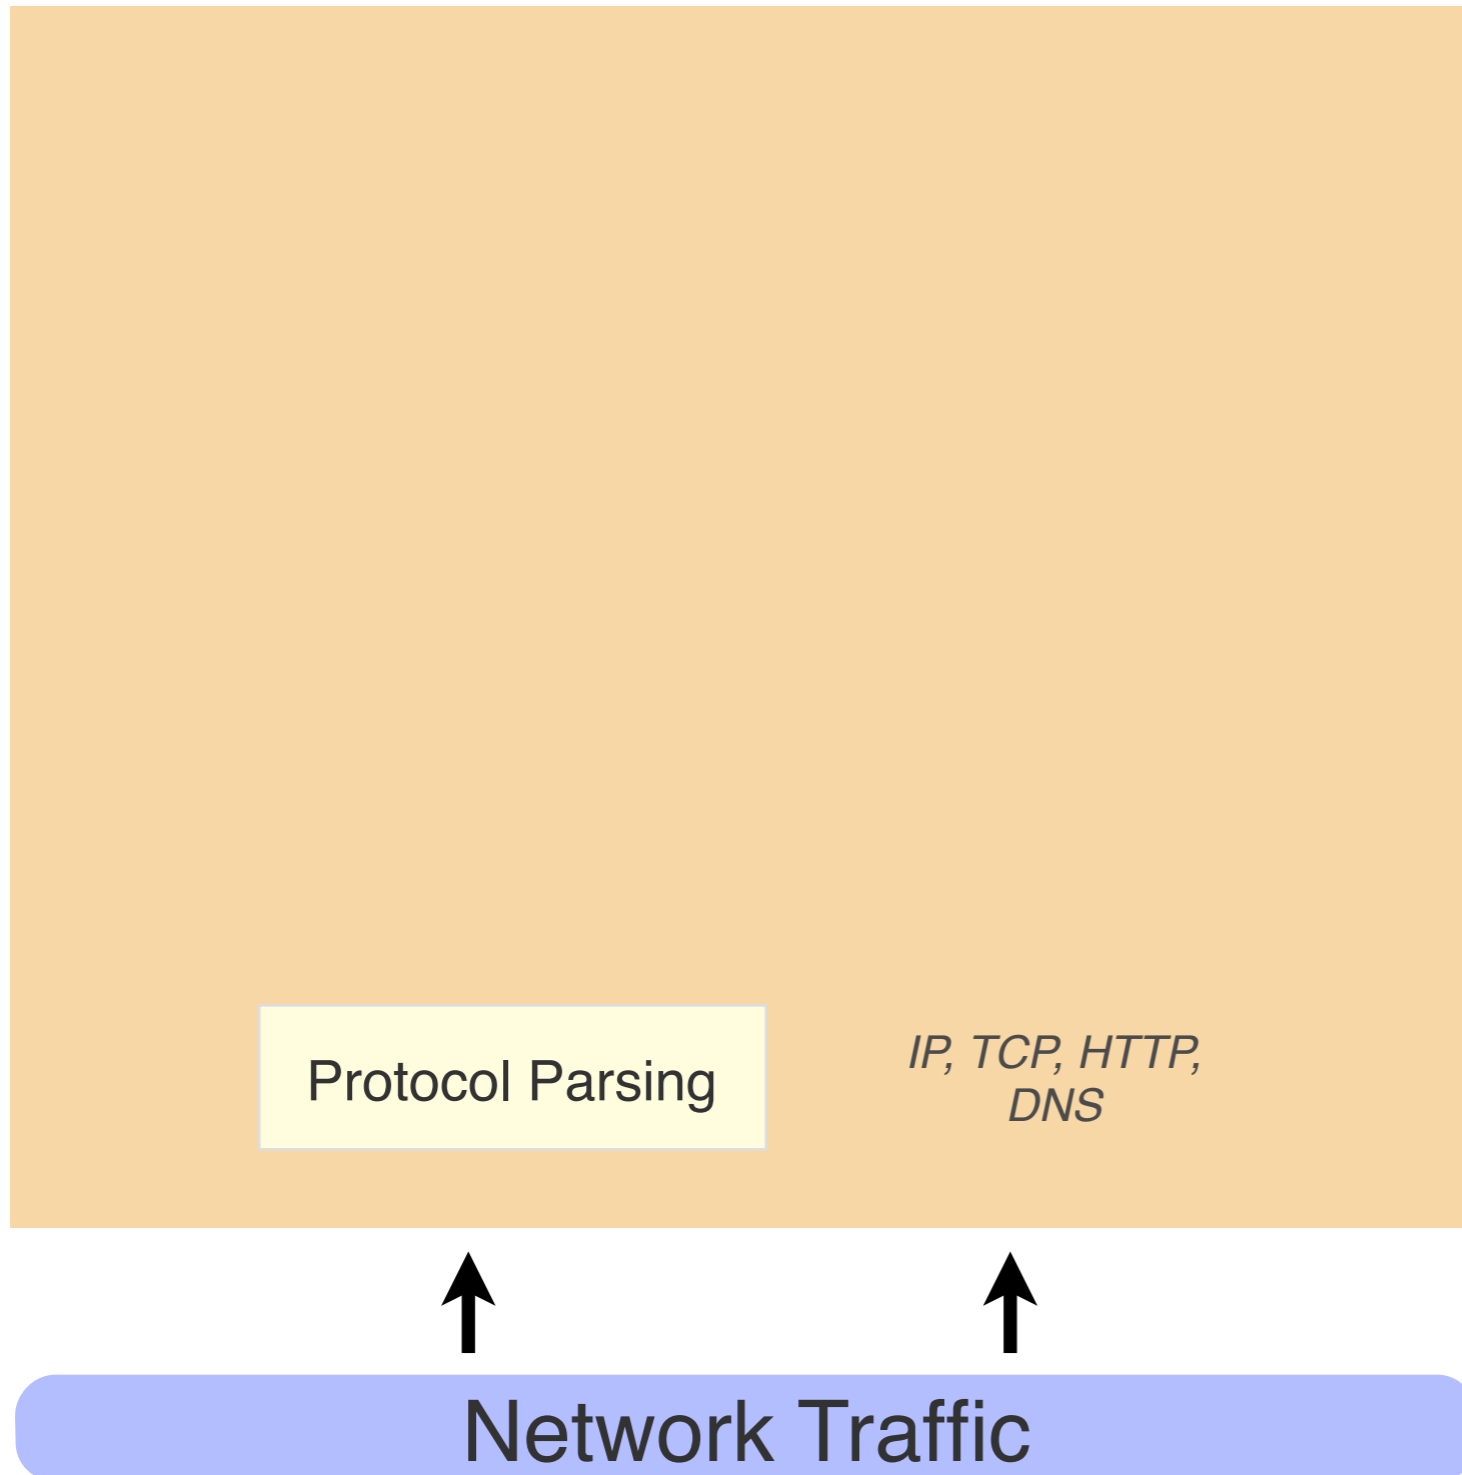 Protocol Parsing
IP, TCP, HTTP,
DNS
Network Traffic